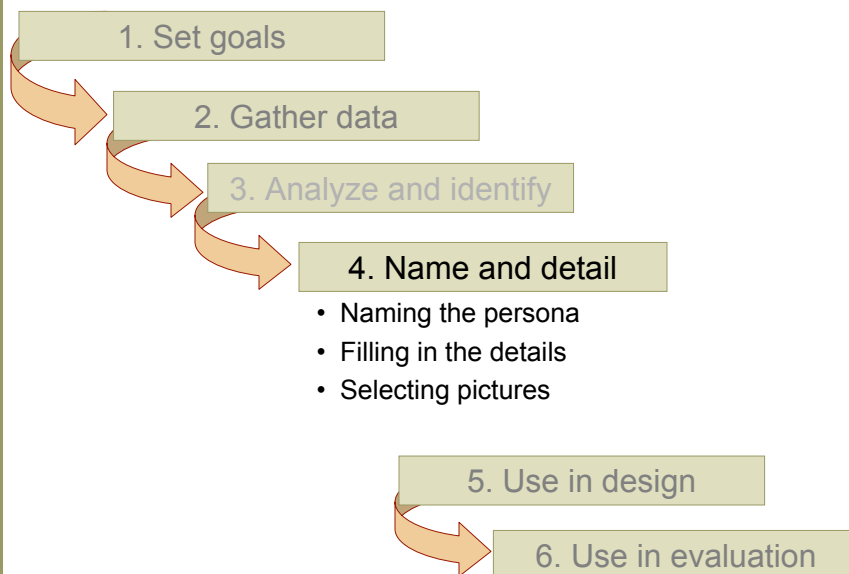 1. Set goals
2. Gather data
3. Analyze and identify
4. Name and detail
• Naming the persona
• Filling in the details
• Selecting pictures
5. Use in design
6. Use in evaluation